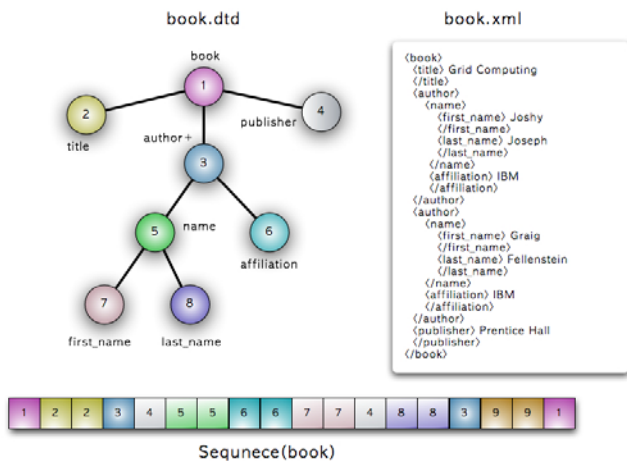 book.dtd
book.xml
book
1
2
4
title
publisher
author+
3
5
name
6
affiliation
7
8
first_name
last_name
<book>
<title> Grid Computing
</title>
<author>
<name>
<first_name> Joshy
</first_name>
<last_name> Joseph
</last_name>
</name>
<affiliation> IBM
</affiliation>
</author>
<author>
<name>
<first_name> Graig
</first_name>
<last_name> Fellenstein
</last_name>
</name>
<affiliation> IBM
</affiliation>
</author>
<publisher> Prentice Hall
</publisher>
</book>
1 2 2 3 4 5 5 6 6 7 7 4 8 8 3 9 9 1
Sequnece(book)